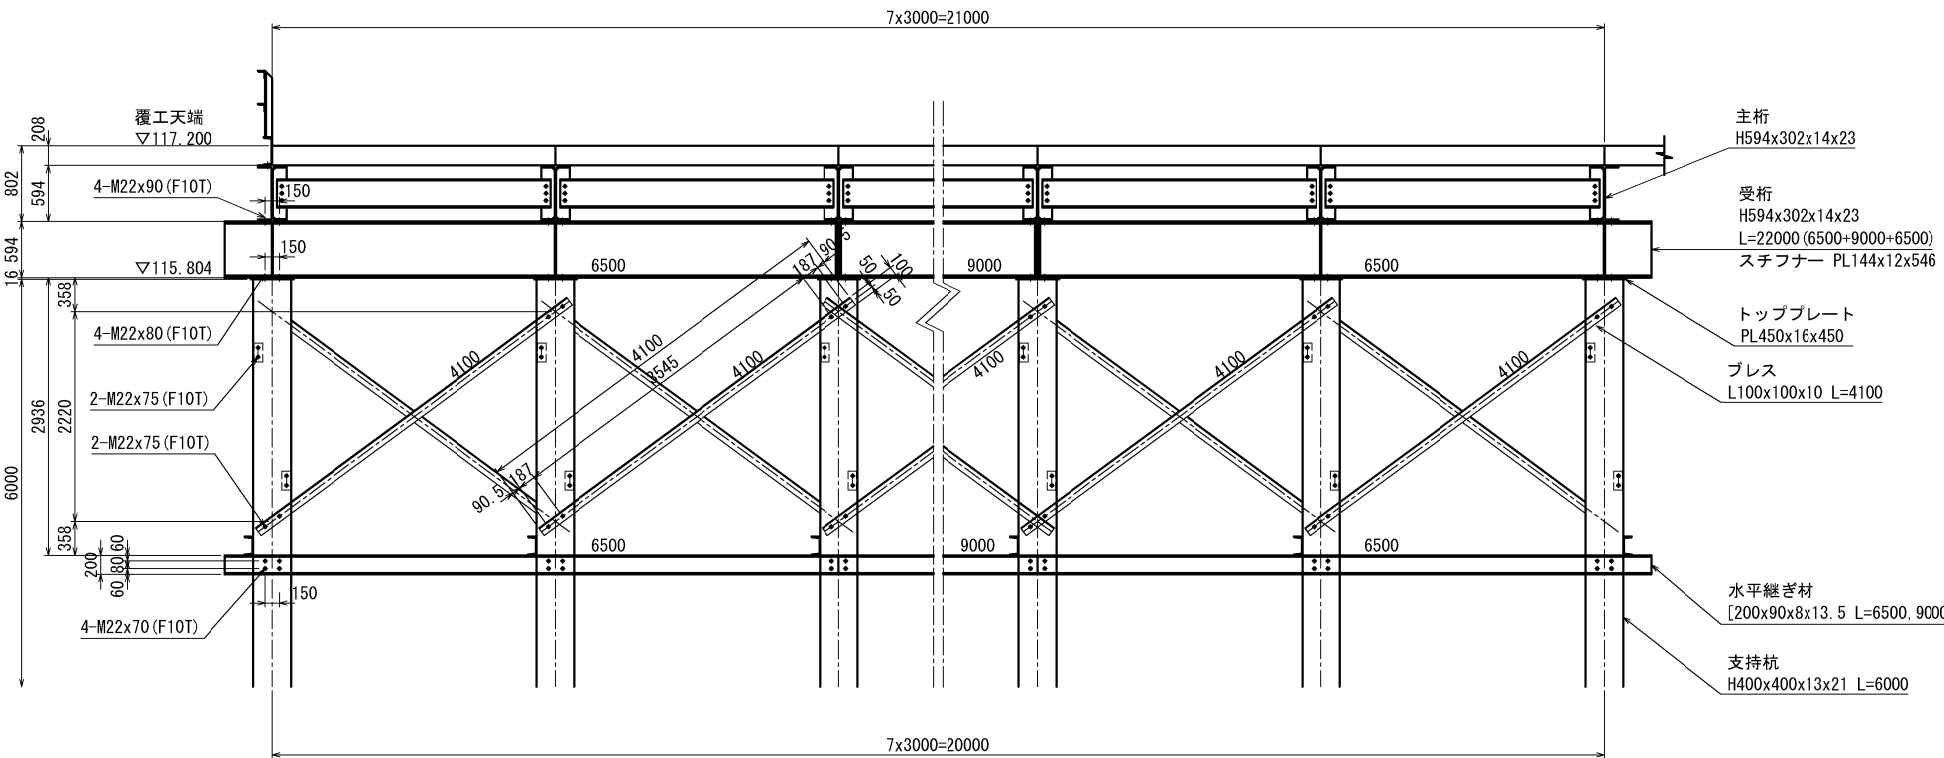 7x3000=21000
覆工天端
▽117.200
208
802
594
4-M22x90(F10T)
150
主桁
H594x302x14x23
受桁
H594x302x14x23
L=22000(6500+9000+6500)
スチフナー PL144x12x546
594
16
150
▽115.804
6500
9000
6500
187
90.5
50
100
50
358
4-M22x80(F10T)
トッププレート
PL450x16x450
ブレス
L100x100x10 L=4100
4100
4100
3545
4100
4100
4100
4100
2-M22x75(F10T)
2936
2220
2-M22x75(F10T)
6000
90.5
187
358
6500
9000
6500
200
60
80
60
150
4-M22x70(F10T)
水平継ぎ材
[200x90x8x13.5 L=6500,9000
支持杭
H400x400x13x21 L=6000
7x3000=20000